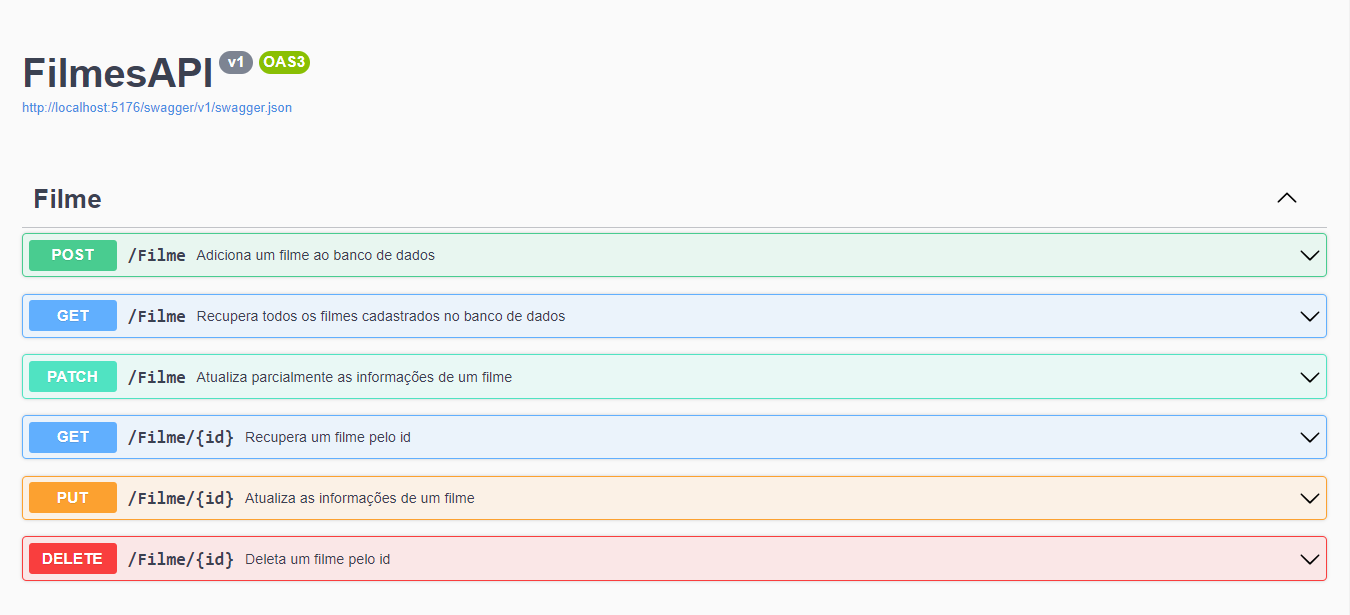 FilmesAPI v1 OAS3
http://localhost:5176/swagger/v1/swagger.json
Filme
POST /Filme Adiciona um filme ao banco de dados
GET /Filme Recupera todos os filmes cadastrados no banco de dados
PATCH /Filme Atualiza parcialmente as informações de um filme
GET /Filme/{id} Recupera um filme pelo id
PUT /Filme/{id} Atualiza as informações de um filme
DELETE /Filme/{id} Deleta um filme pelo id